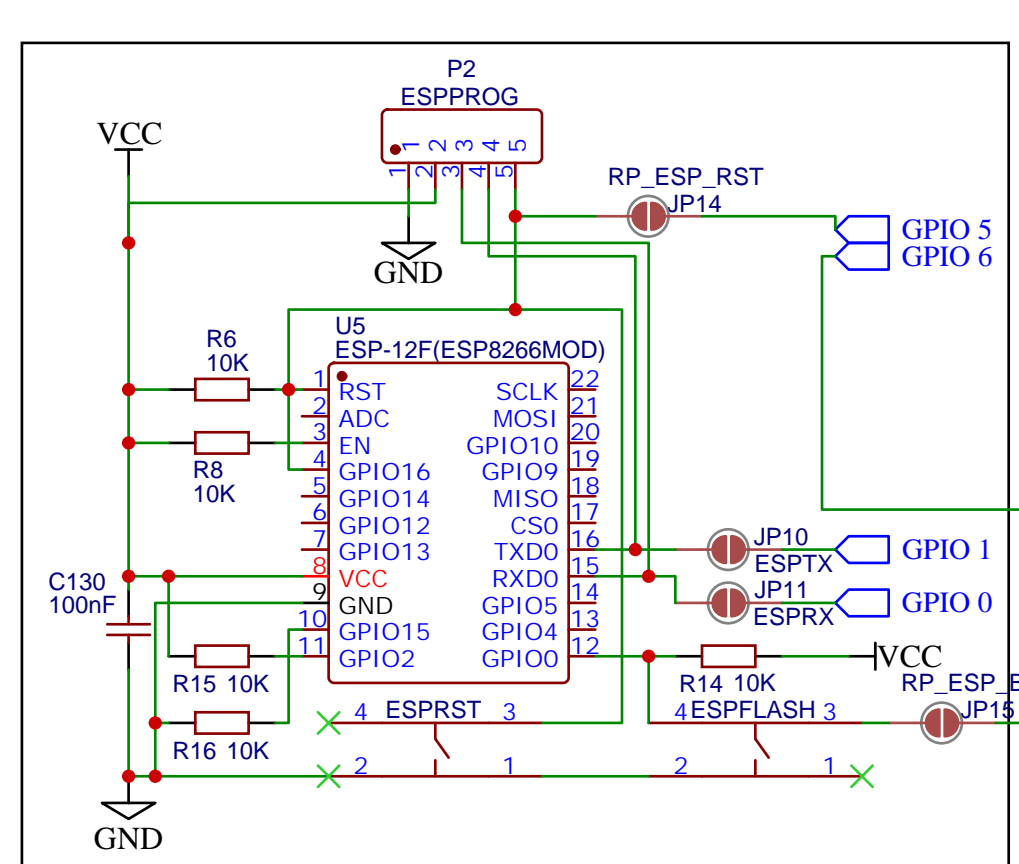 P2
ESPPROG
VCC
1 2 3 4 5
1 2 3 4 5
RP_ESP_RST
JP14
GPIO 5
GPIO 6
GND
U5
ESP-12F(ESP8266MOD)
R6
10K
R8
10K
1 RST SCLK 22
2 ADC MOSI 21
3 EN GPIO10 20
4 GPIO16 GPIO9 19
5 GPIO14 MISO 18
6 GPIO12 CS0 17
7 GPIO13 TXD0 16
8 VCC RXD0 15
9 GND GPIO5 14
10 GPIO15 GPIO4 13
11 GPIO2 GPIO0 12
JP10
ESPTX
GPIO 1
JP11
ESPRX
GPIO 0
C130
100nF
R15 10K
R16 10K
R14 10K
VCC
RP_ESP_
JP15
4 ESPRST 3
2 1
4 ESPFLASH 3
2 1
GND